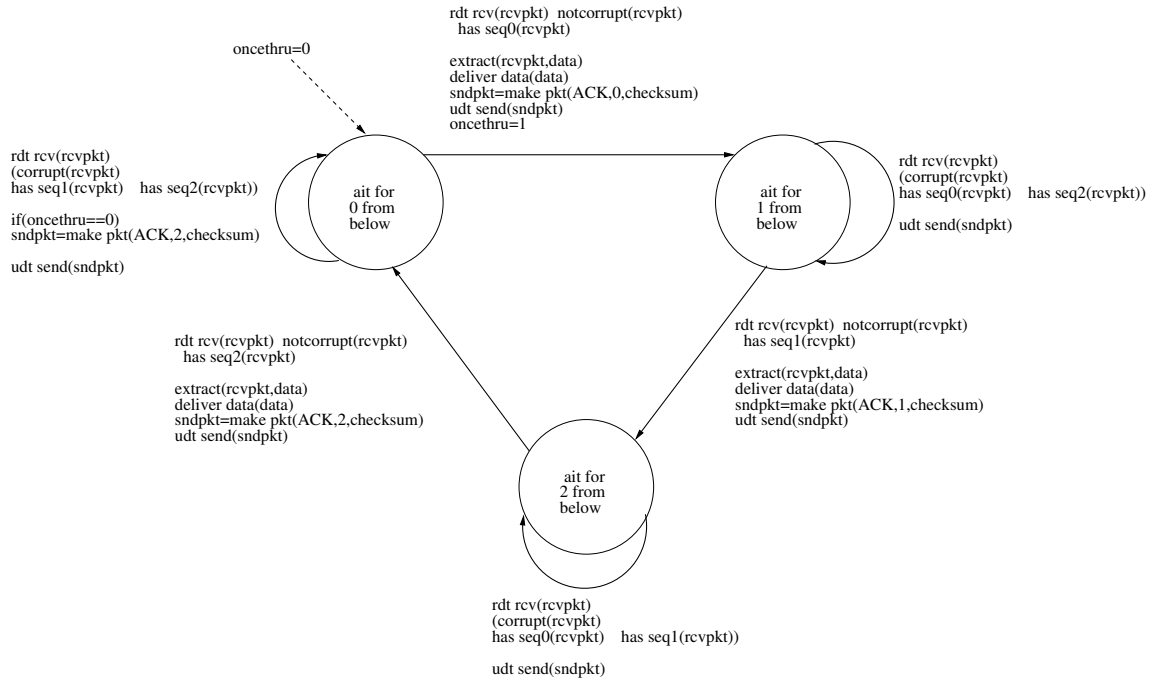 rdt rcv(rcvpkt) notcorrupt(rcvpkt)
has seq0(rcvpkt)
extract(rcvpkt,data)
deliver data(data)
sndpkt=make pkt(ACK,0,checksum)
udt send(sndpkt)
oncethru=1
oncethru=0
rdt rcv(rcvpkt)
(corrupt(rcvpkt)
has seq1(rcvpkt) has seq2(rcvpkt))
if(oncethru==0)
sndpkt=make pkt(ACK,2,checksum)
udt send(sndpkt)
ait for
0 from
below
ait for
1 from
below
rdt rcv(rcvpkt)
(corrupt(rcvpkt)
has seq0(rcvpkt) has seq2(rcvpkt))
udt send(sndpkt)
rdt rcv(rcvpkt) notcorrupt(rcvpkt)
has seq2(rcvpkt)
extract(rcvpkt,data)
deliver data(data)
sndpkt=make pkt(ACK,2,checksum)
udt send(sndpkt)
rdt rcv(rcvpkt) notcorrupt(rcvpkt)
has seq1(rcvpkt)
extract(rcvpkt,data)
deliver data(data)
sndpkt=make pkt(ACK,1,checksum)
udt send(sndpkt)
ait for
2 from
below
rdt rcv(rcvpkt)
(corrupt(rcvpkt)
has seq0(rcvpkt) has seq1(rcvpkt))
udt send(sndpkt)